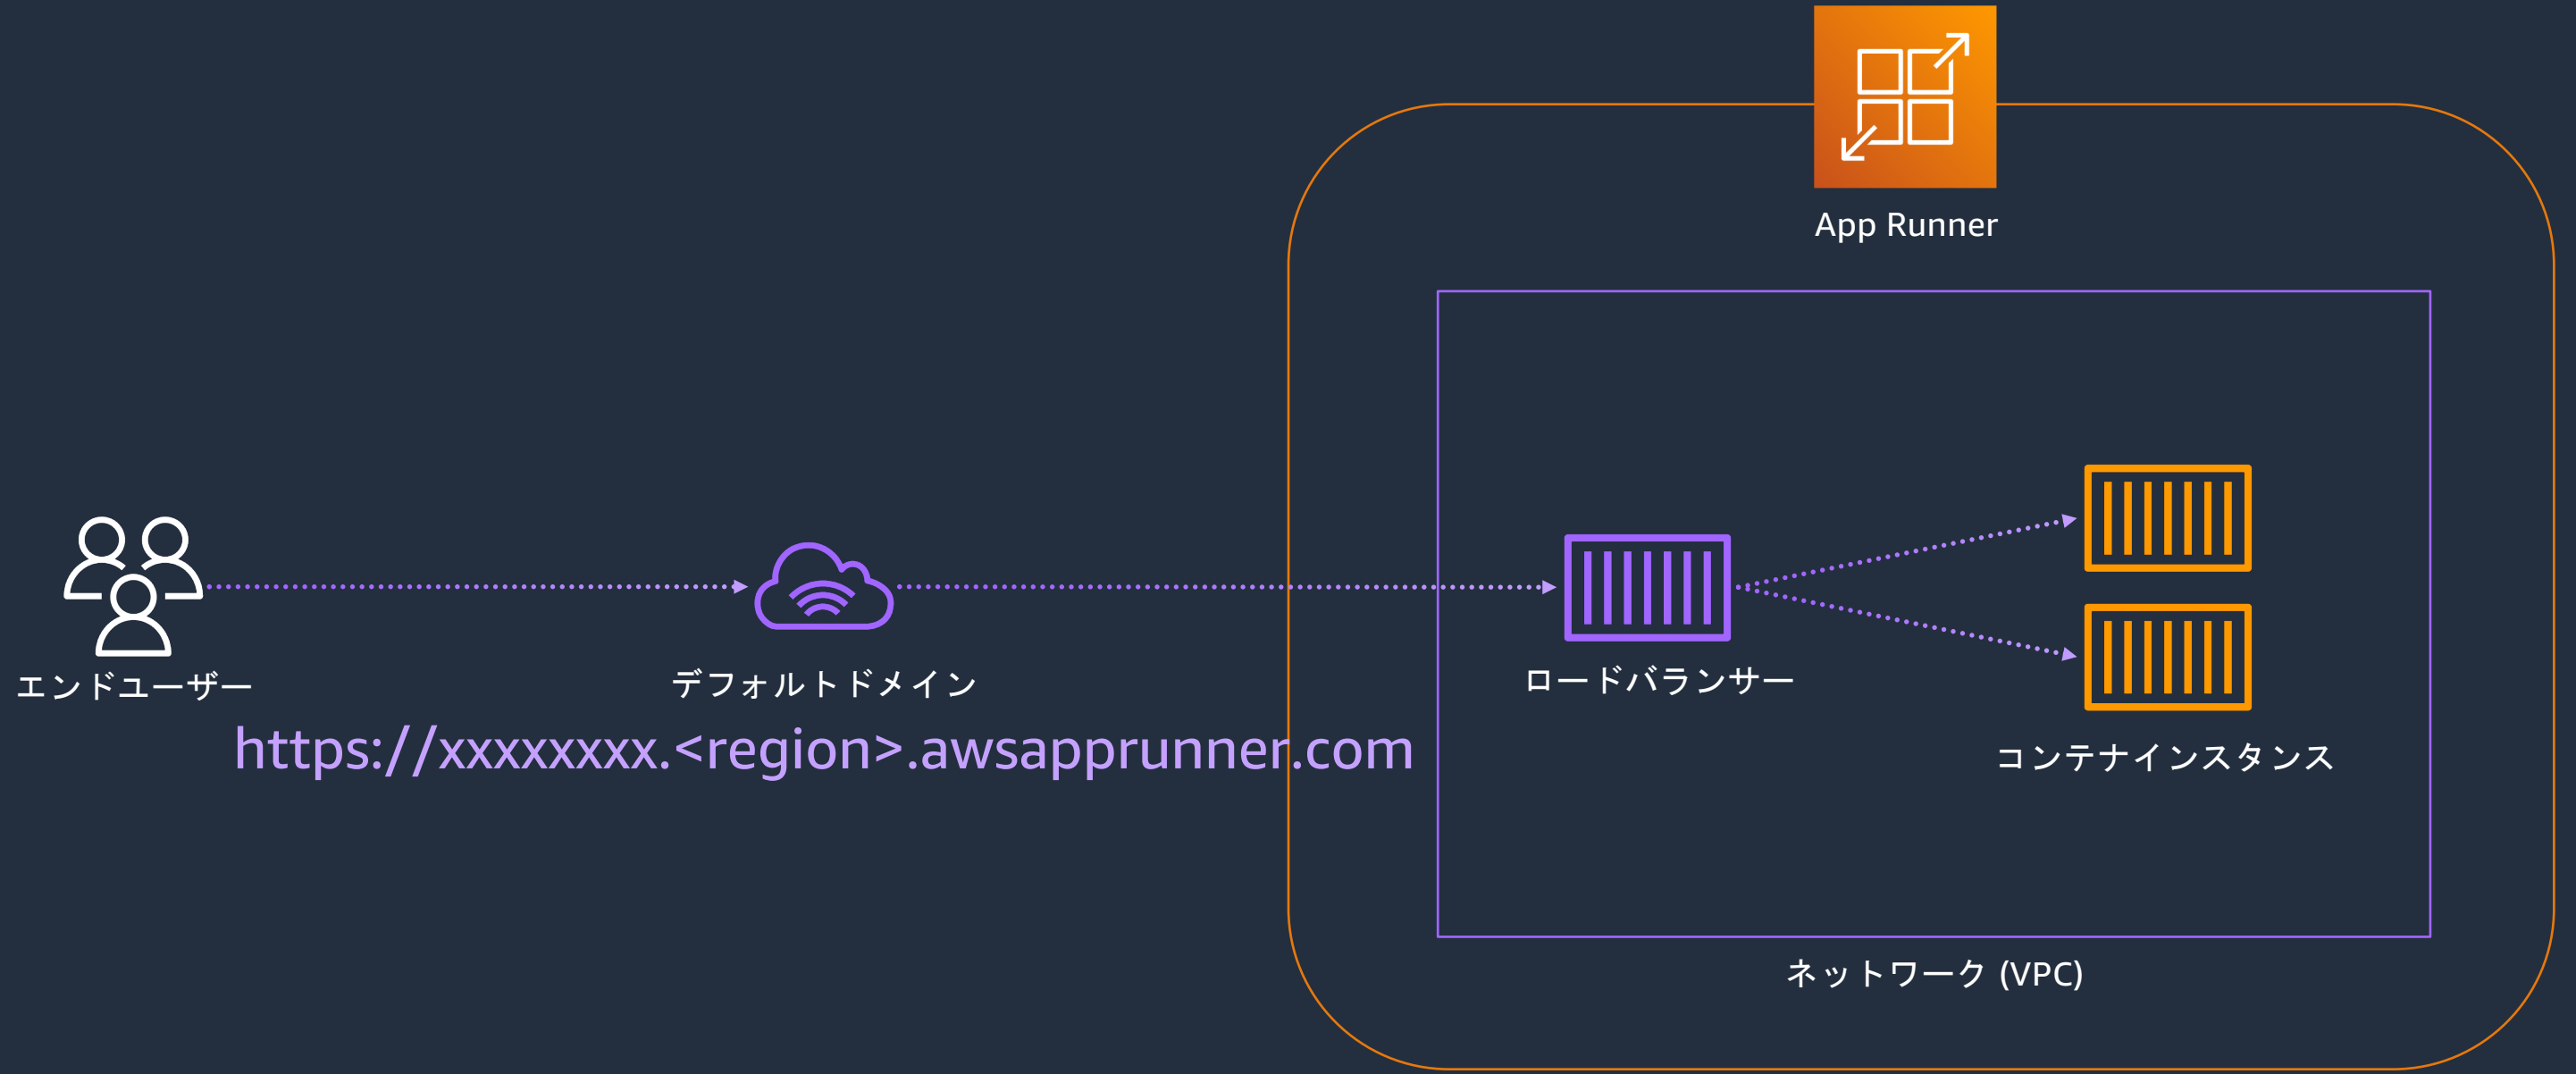 App Runner
エンドユーザー
デフォルトドメイン
https://xxxxxxxx.<region>.awsapprunner.com
ロードバランサー
コンテナインスタンス
ネットワーク (VPC)